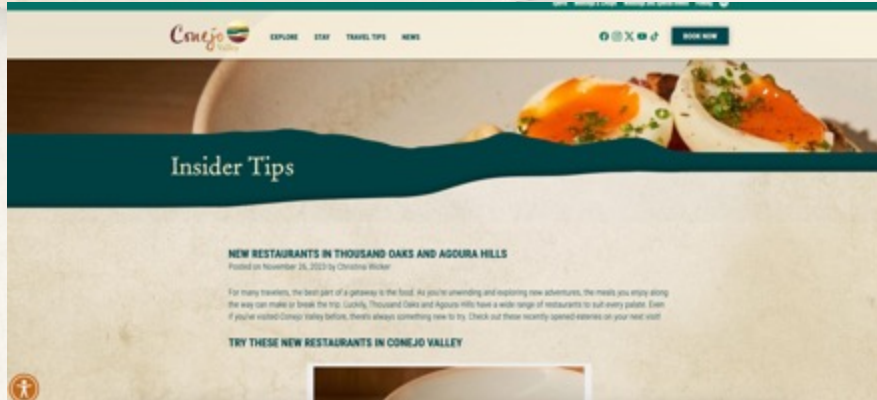 Conejo
Valley
EXPLORE STAY TRAVEL TIPS NEWS
BOOK NOW
Insider Tips
NEW RESTAURANTS IN THOUSAND OAKS AND AGOURA HILLS
Posted on November 26, 2023 by Christina Wicker
For many travelers, the best part of a getaway is the food. As you're unwinding and exploring new adventures, the meals you enjoy along
the way can make or break the trip. Luckily, Thousand Oaks and Agoura Hills have a wide range of restaurants to suit every palate. Even
if you've visited Conejo Valley before, there's always something new to try. Check out these recently opened eateries on your next visit!
TRY THESE NEW RESTAURANTS IN CONEJO VALLEY